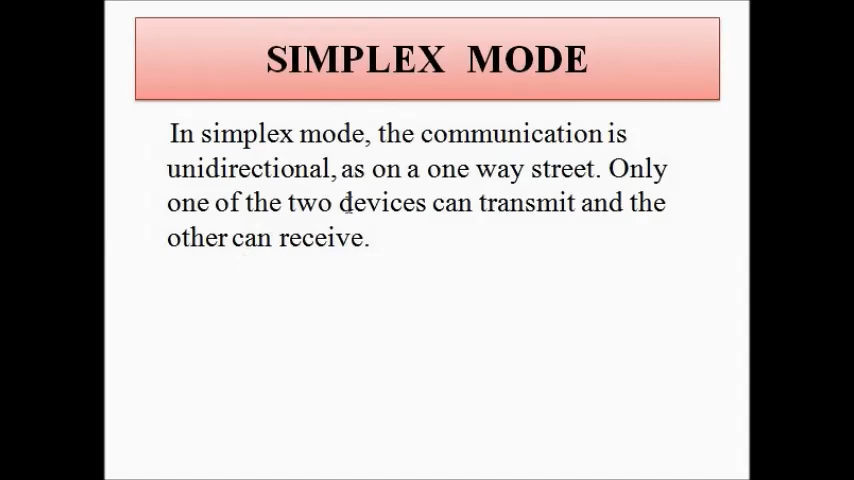 SIMPLEX MODE
In simplex mode, the communication is
unidirectional, as on a one way street. Only
one of the two devices can transmit and the
other can receive.